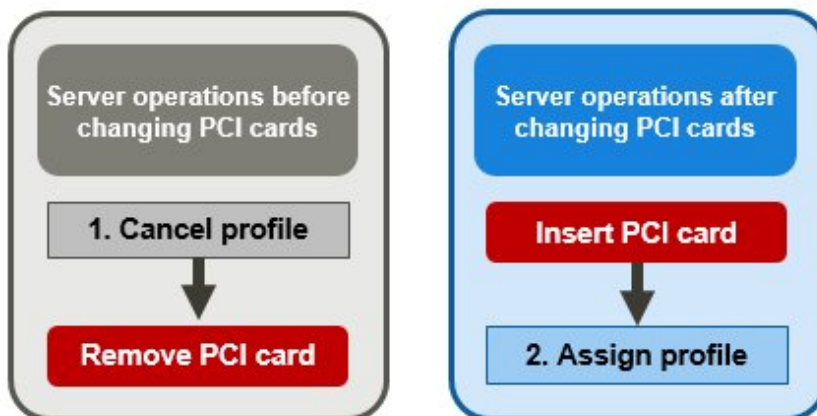 Server operations before
changing PCI cards
1. Cancel profile
Remove PCI card
Server operations after
changing PCI cards
Insert PCI card
2. Assign profile